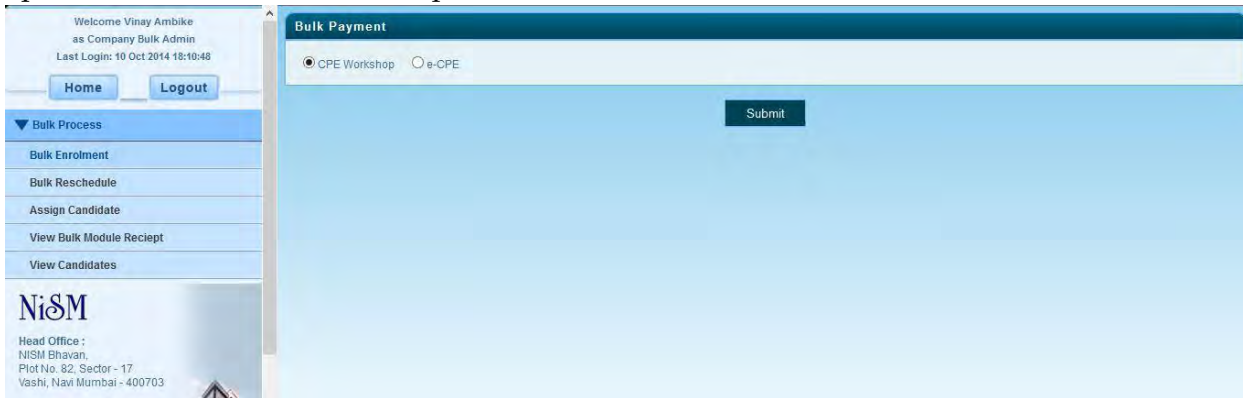 Welcome Vinay Ambike
as Company Bulk Admin
Last Login: 10 Oct 2014 18:10:48
Home
Logout
Bulk Process
Bulk Enrolment
Bulk Reschedule
Assign Candidate
View Bulk Module Reciept
View Candidates
NiSM
Head Office :
NISM Bhavan,
Plot No. 82, Sector - 17
Vashi, Navi Mumbai - 400703
Bulk Payment
CPE Workshop e-CPE
Submit